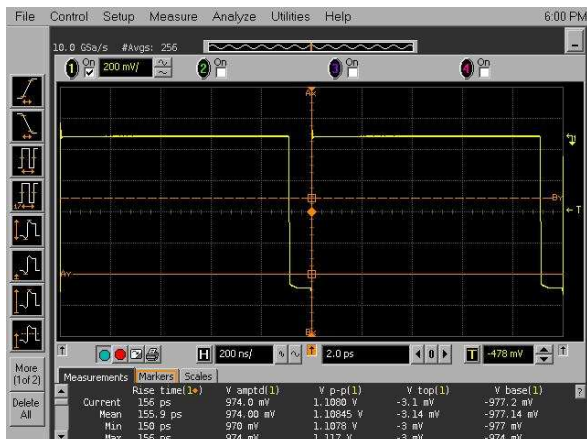 File Control Setup Measure Analyze Utilities Help 6:00 PM
10.0 GSa/s #Avgs: 256
1 On 200 mV/ 2 On 3 On 4 On
Ax
By
T
Ay
Bx
More
(1of 2)
Delete
All
H 200 ns/ 2.0 ps 0 T -478 mV
Measurements Markers Scales
Rise time(1) V amptd(1) V p-p(1) V top(1) V base(1)
Current 156 ps 974.0 mV 1.1080 V -3.1 mV -977.2 mV
Mean 155.9 ps 974.00 mV 1.10845 V -3.14 mV -977.14 mV
Min 150 ps 970 mV 1.1078 V -3 mV -977 mV
Max 156 ps 974 mV 1.117 V -3 mV -974 mV